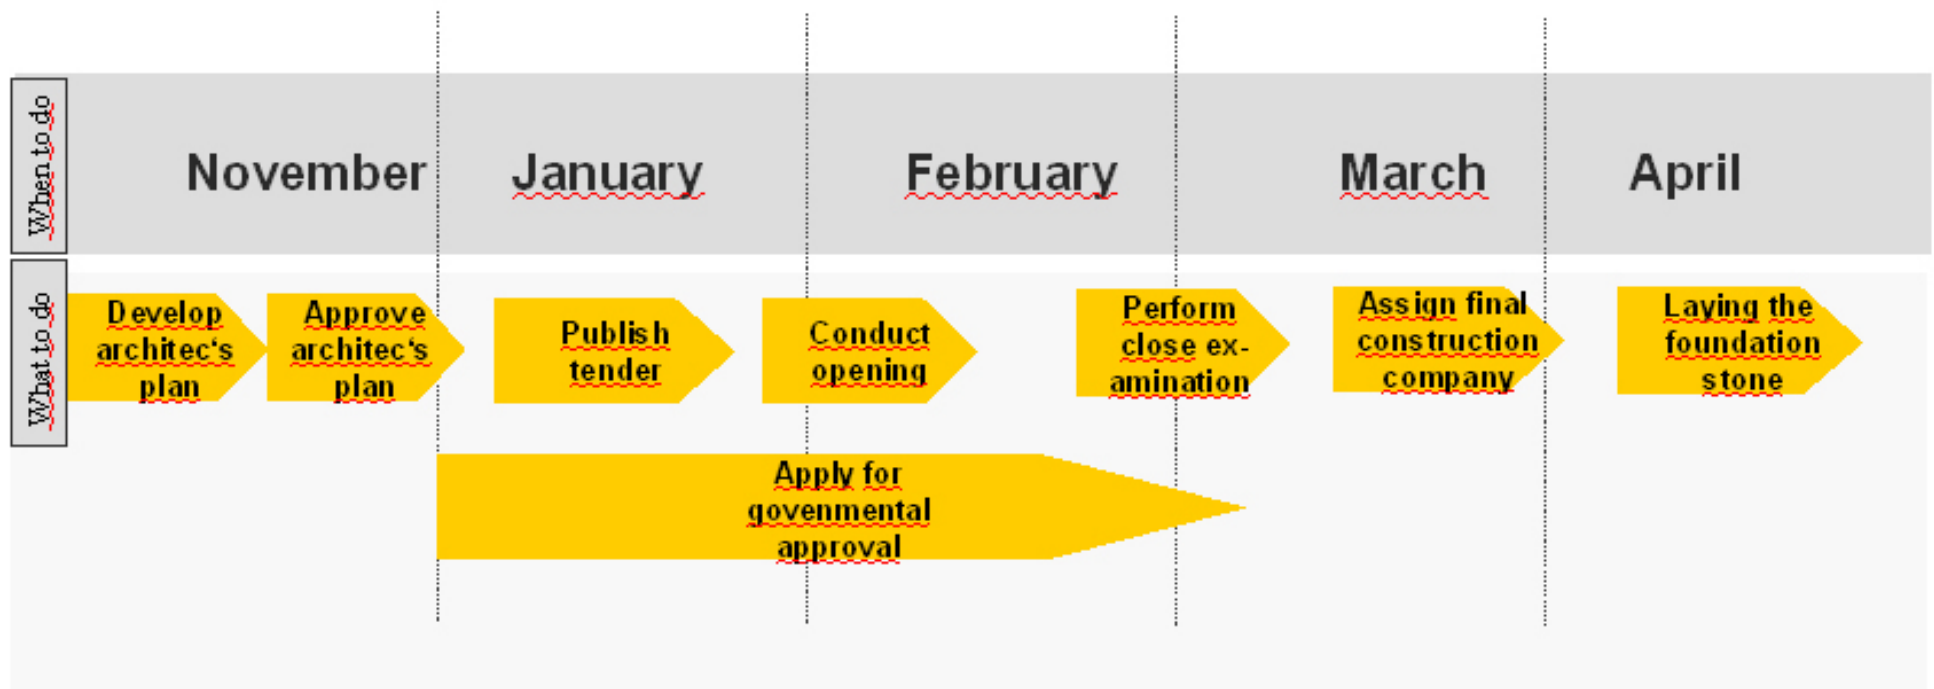 When to do
November
January
February
March
April
What to do
Develop
architec‘s
plan
Approve
architec‘s
plan
Publish
tender
Conduct
opening
Perform
close ex-
amination
Assign final
construction
company
Laying the
foundation
stone
Apply for
govenmental
approval